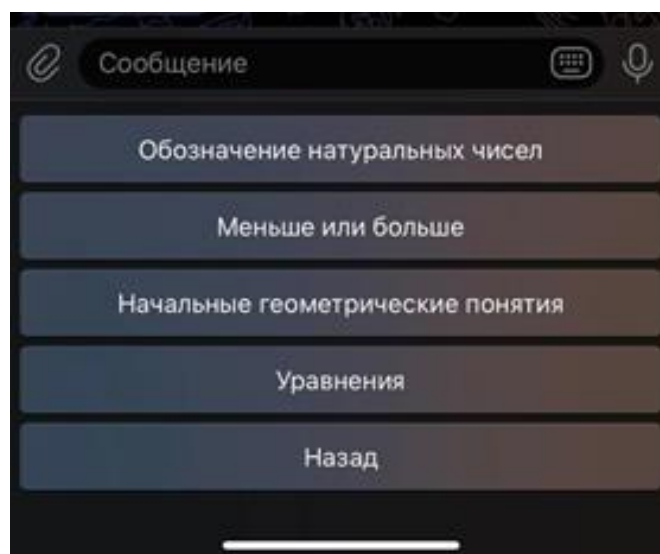 Сообщение
Обозначение натуральных чисел
Меньше или больше
Начальные геометрические понятия
Уравнения
Назад